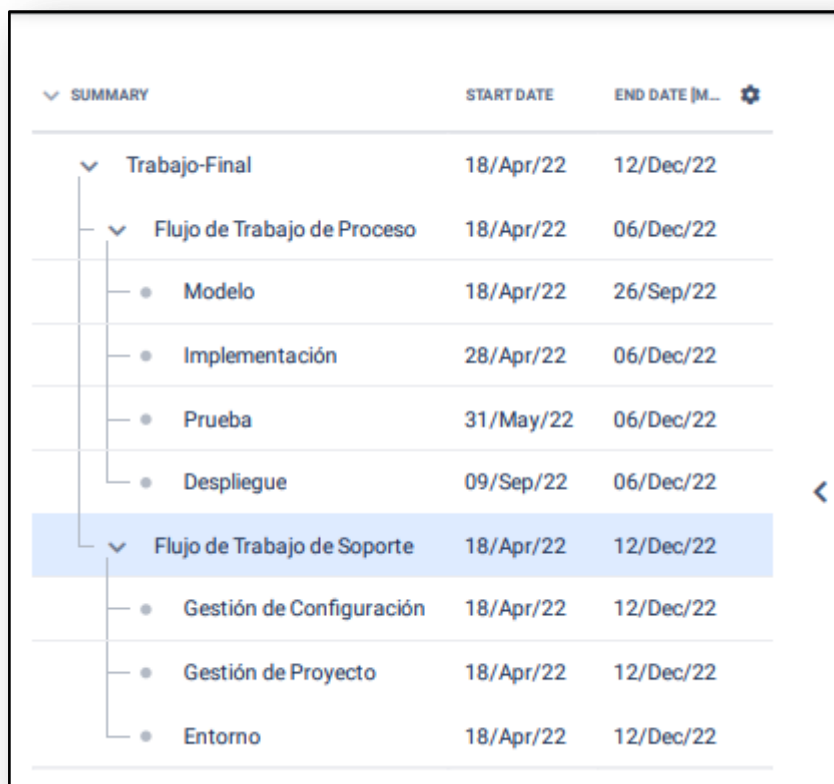 SUMMARY START DATE END DATE [M...
Trabajo-Final 18/Apr/22 12/Dec/22
Flujo de Trabajo de Proceso 18/Apr/22 06/Dec/22
Modelo 18/Apr/22 26/Sep/22
Implementación 28/Apr/22 06/Dec/22
Prueba 31/May/22 06/Dec/22
Despliegue 09/Sep/22 06/Dec/22
Flujo de Trabajo de Soporte 18/Apr/22 12/Dec/22
Gestión de Configuración 18/Apr/22 12/Dec/22
Gestión de Proyecto 18/Apr/22 12/Dec/22
Entorno 18/Apr/22 12/Dec/22